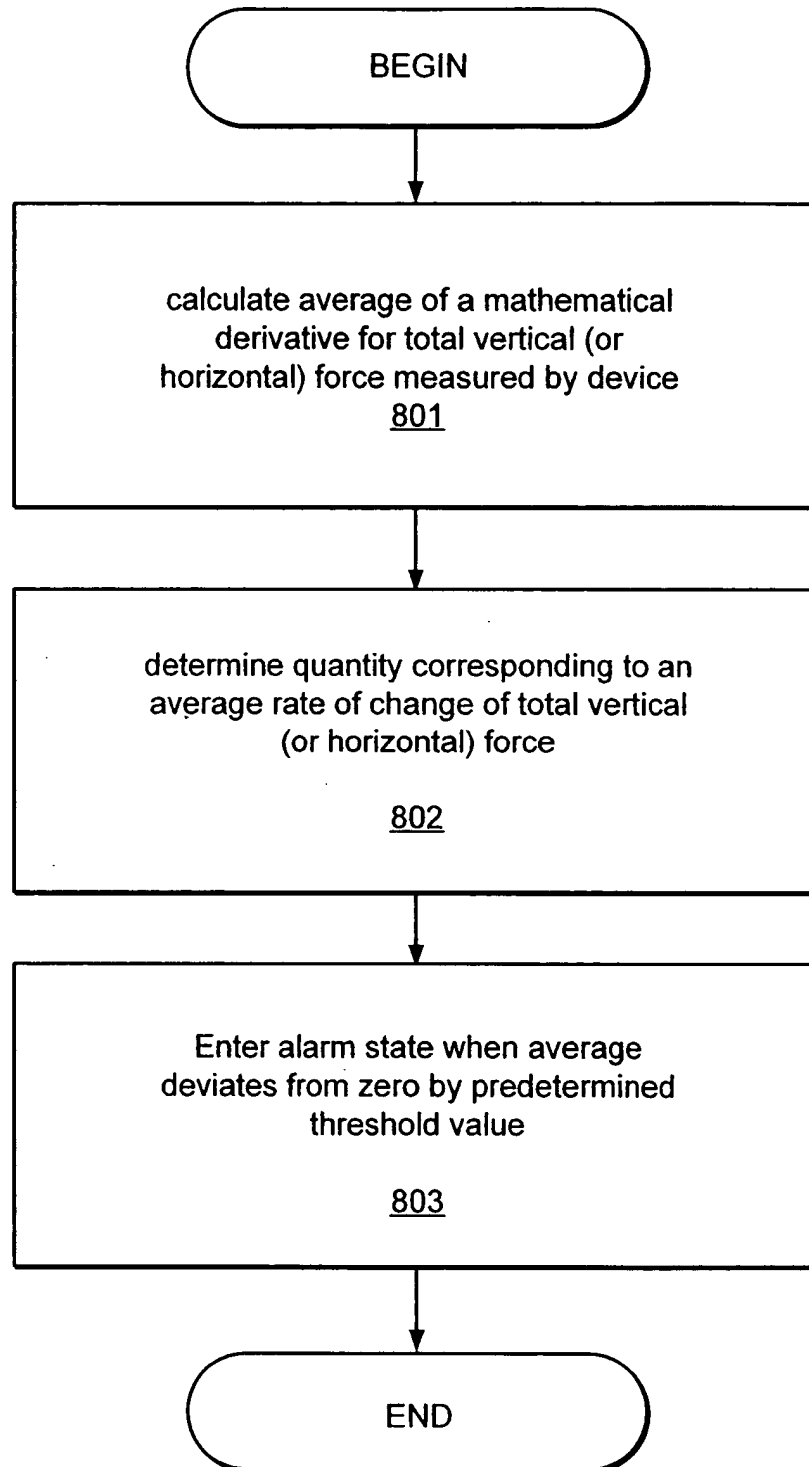 BEGIN
calculate average of a mathematical
derivative for total vertical (or
horizontal) force measured by device
801
determine quantity corresponding to an
average rate of change of total vertical
(or horizontal) force
802
Enter alarm state when average
deviates from zero by predetermined
threshold value
803
END